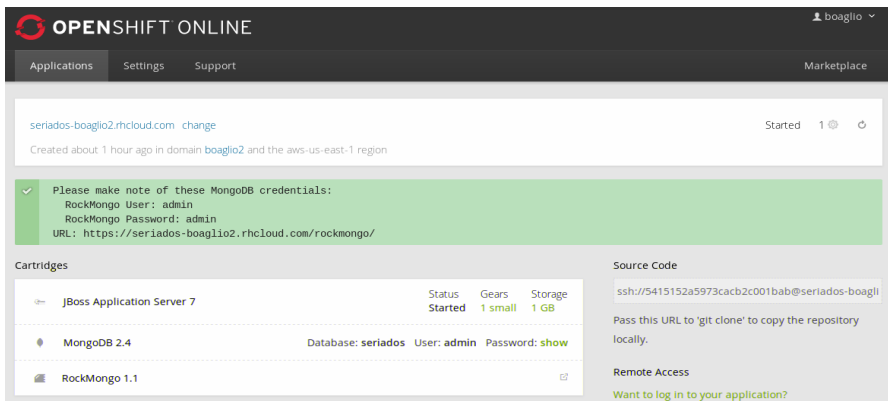 OPENSHIFT ONLINE
boaglio
Applications Settings Support Marketplace
seriados-boaglio2.rhcloud.com change
Started 1
Created about 1 hour ago in domain boaglio2 and the aws-us-east-1 region
Please make note of these MongoDB credentials:
RockMongo User: admin
RockMongo Password: admin
URL: https://seriados-boaglio2.rhcloud.com/rockmongo/
Cartridges
JBoss Application Server 7
Status Gears Storage
Started 1 small 1 GB
MongoDB 2.4
Database: seriados User: admin Password: show
RockMongo 1.1
Source Code
ssh://5415152a5973cacb2c001bab@seriados-boagli
Pass this URL to 'git clone' to copy the repository
locally.
Remote Access
Want to log in to your application?